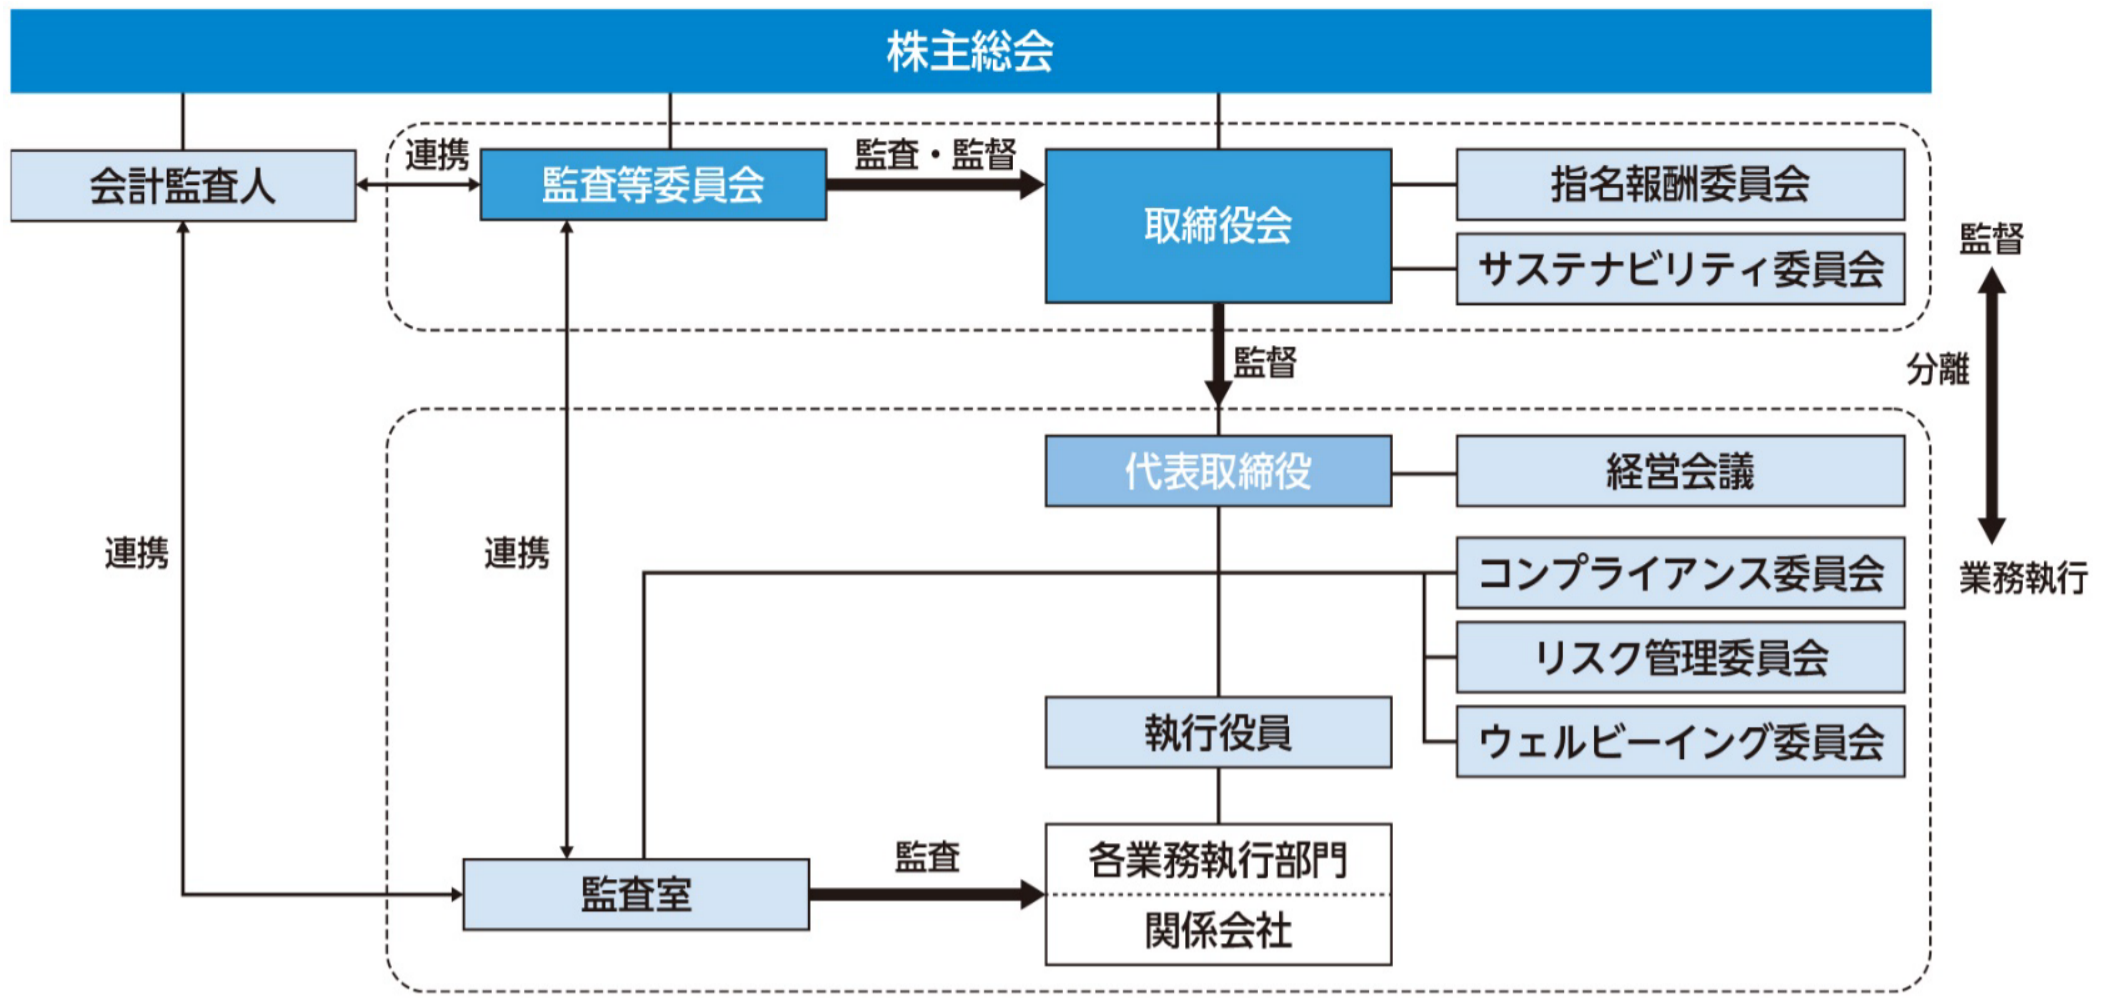 株主総会
連携
監査・監督
会計監査人
監査等委員会
取締役会
指名報酬委員会
サステナビリティ委員会
監督
監督
分離
代表取締役
経営会議
連携
連携
コンプライアンス委員会
業務執行
リスク管理委員会
執行役員
ウェルビーイング委員会
監査
各業務執行部門
監査室
関係会社